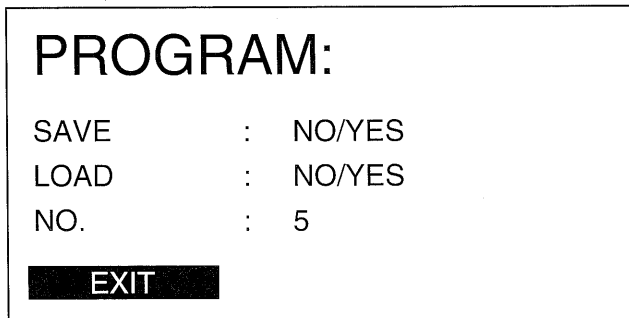 PROGRAM:
SAVE : NO/YES
LOAD : NO/YES
NO. : 5
EXIT